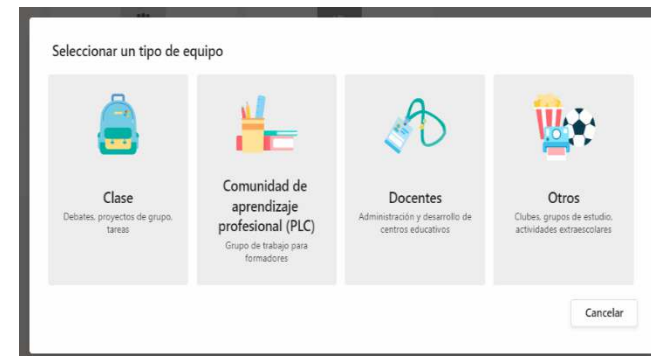 Seleccionar un tipo de equipo
Clase
Debates, proyectos de grupo,
tareas
Comunidad de
aprendizaje
profesional (PLC)
Grupo de trabajo para
formadores
Docentes
Administración y desarrollo de
centros educativos
Otros
Clubes, grupos de estudio,
actividades extraescolares
Cancelar